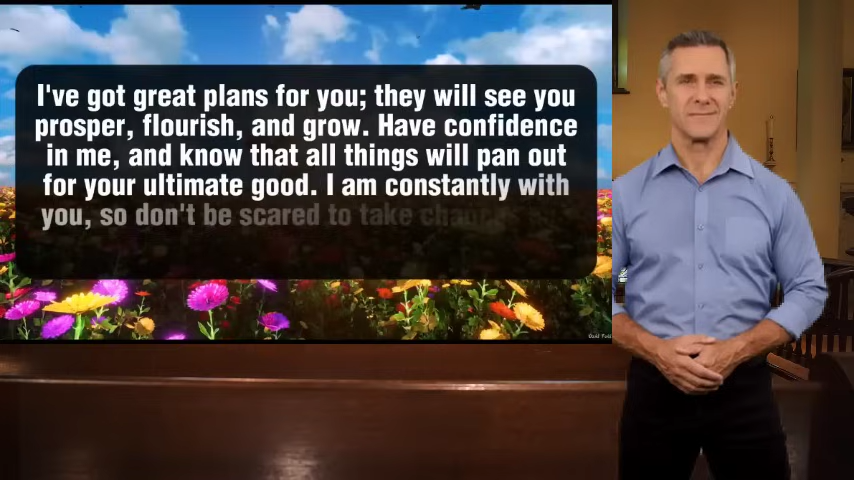 I've got great plans for you; they will see you
prosper, flourish, and grow. Have confidence
in me, and know that all things will pan out
for your ultimate good. I am constantly with
you, so don't be scared to take